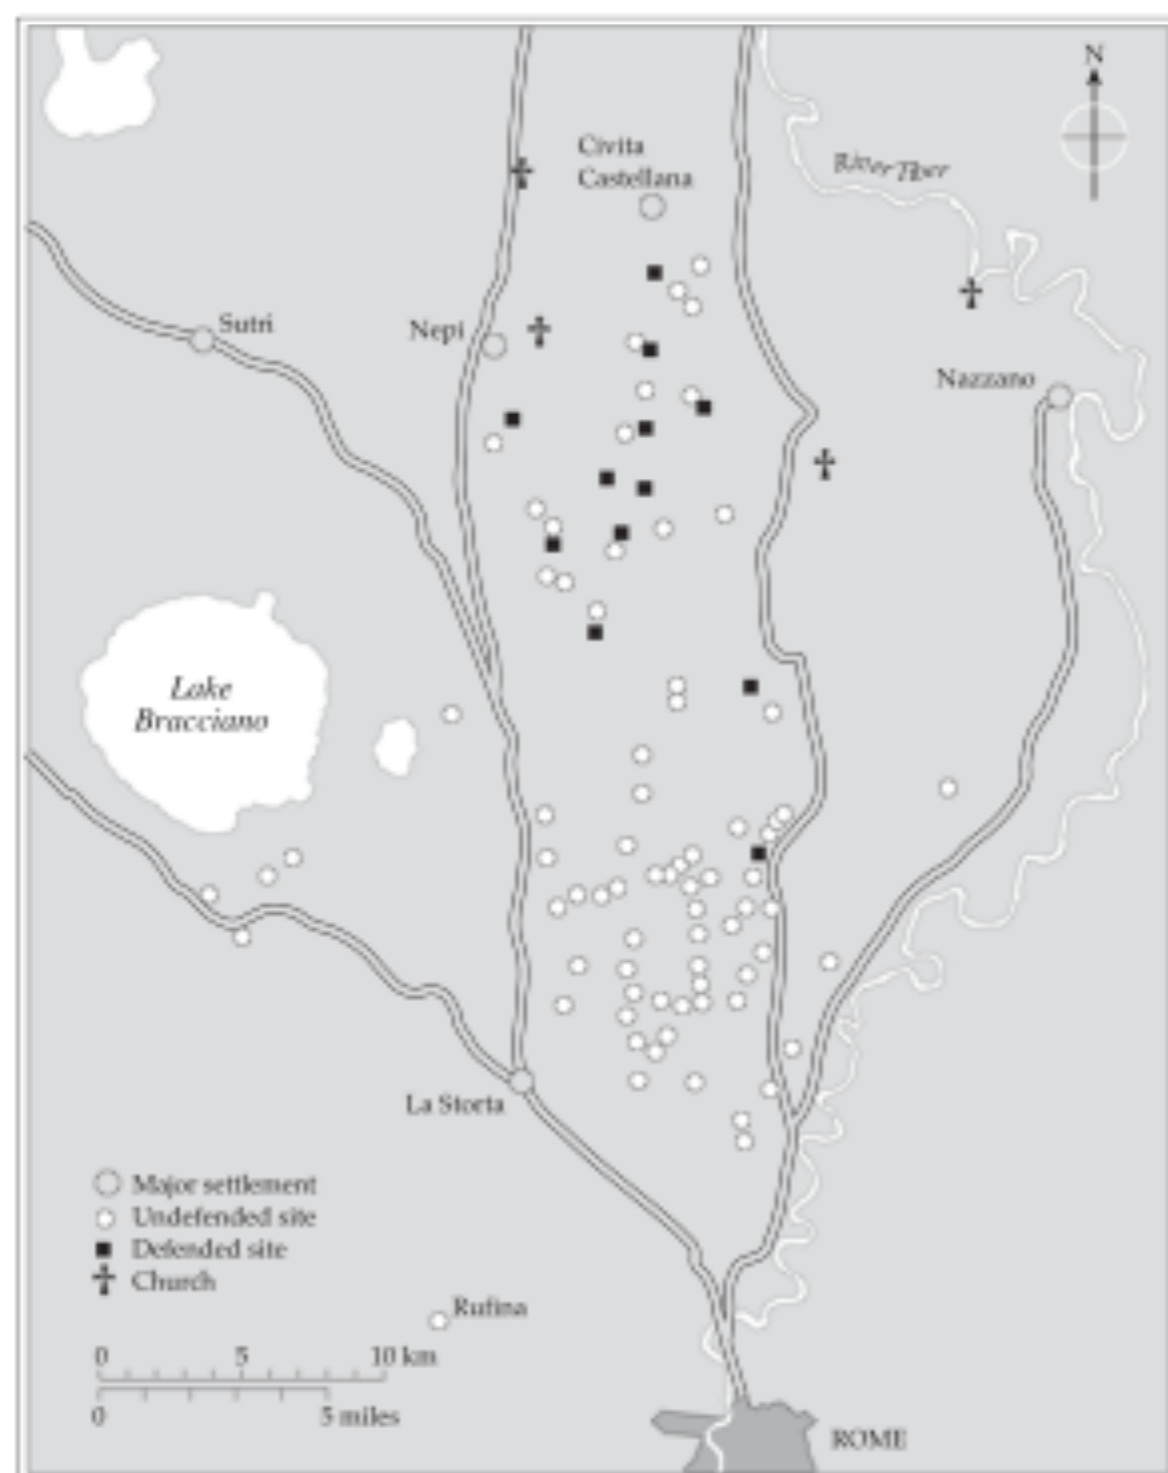 N
Civita
Castellana
River Tiber
Sutri
Nepi
Nazzano
Lake
Bracciano
La Storta
Major settlement
Undefended site
Defended site
Church
Rufina
0 5 10 km
0 5 miles
ROME